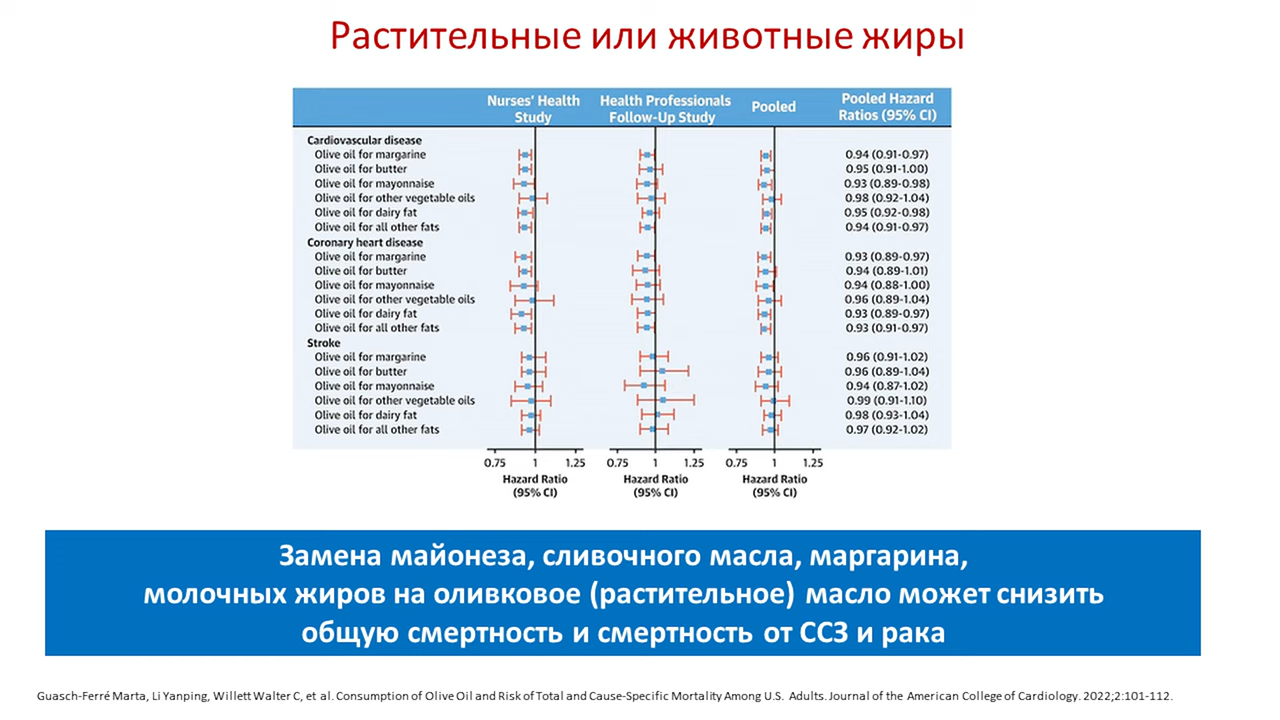 Растительные или животные жиры
Nurses' Health Study
Health Professionals Follow-Up Study
Pooled
Pooled Hazard Ratios (95% CI)
Cardiovascular disease
Olive oil for margarine 0.94 (0.91-0.97)
Olive oil for butter 0.95 (0.91-1.00)
Olive oil for mayonnaise 0.93 (0.89-0.98)
Olive oil for other vegetable oils 0.98 (0.92-1.04)
Olive oil for dairy fat 0.95 (0.92-0.98)
Olive oil for all other fats 0.94 (0.91-0.97)
Coronary heart disease
Olive oil for margarine 0.93 (0.89-0.97)
Olive oil for butter 0.94 (0.89-1.01)
Olive oil for mayonnaise 0.94 (0.88-1.00)
Olive oil for other vegetable oils 0.96 (0.89-1.04)
Olive oil for dairy fat 0.93 (0.89-0.97)
Olive oil for all other fats 0.93 (0.91-0.97)
Stroke
Olive oil for margarine 0.96 (0.91-1.02)
Olive oil for butter 0.96 (0.89-1.04)
Olive oil for mayonnaise 0.94 (0.87-1.02)
Olive oil for other vegetable oils 0.99 (0.91-1.10)
Olive oil for dairy fat 0.98 (0.93-1.04)
Olive oil for all other fats 0.97 (0.92-1.02)
0.75 1 1.25 0.75 1 1.25 0.75 1 1.25
Hazard Ratio Hazard Ratio Hazard Ratio
(95% CI) (95% CI) (95% CI)
Замена майонеза, сливочного масла, маргарина,
молочных жиров на оливковое (растительное) масло может снизить
общую смертность и смертность от ССЗ и рака
Guasch-Ferré Marta, Li Yanping, Willett Walter C, et al. Consumption of Olive Oil and Risk of Total and Cause-Specific Mortality Among U.S. Adults. Journal of the American College of Cardiology. 2022;2:101-112.